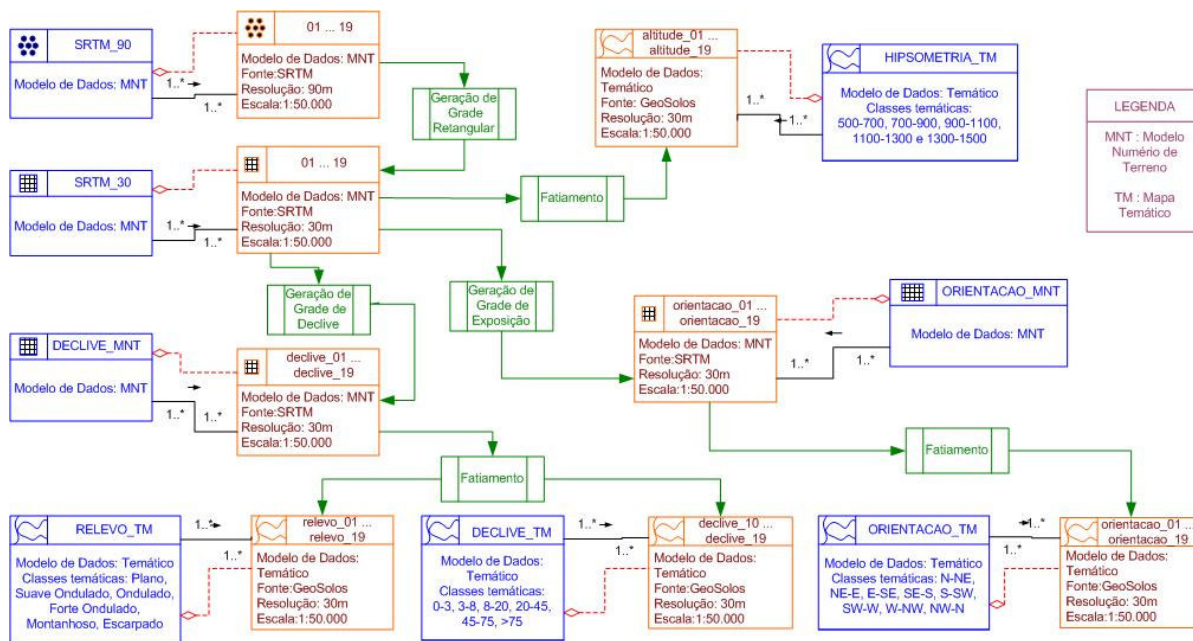 SRTM_90
Modelo de Dados: MNT
1..*
1..*
01 ... 19
Modelo de Dados: MNT
Fonte:SRTM
Resolução: 90m
Escala:1:50.000
Geração de
Grade
Retangular
altitude_01 ...
altitude_19
Modelo de Dados:
Temático
Fonte: GeoSolos
Resolução: 30m
Escala:1:50.000
1..*
1..*
HIPSOMETRIA_TM
Modelo de Dados: Temático
Classes temáticas:
500-700, 700-900, 900-1100,
1100-1300 e 1300-1500
LEGENDA
MNT : Modelo
Numério de
Terreno
TM : Mapa
Temático
SRTM_30
Modelo de Dados: MNT
1..*
1..*
01 ... 19
Modelo de Dados: MNT
Fonte:SRTM
Resolução: 30m
Escala:1:50.000
Fatiamento
Geração de
Grade de
Declive
Geração de
Grade de
Exposição
orientacao_01 ...
orientacao_19
Modelo de Dados: MNT
Fonte:SRTM
Resolução: 30m
Escala:1:50.000
1..*
1..*
ORIENTACAO_MNT
Modelo de Dados: MNT
DECLIVE_MNT
Modelo de Dados: MNT
1..*
1..*
declive_01 ...
declive_19
Modelo de Dados: MNT
Fonte:SRTM
Resolução: 30m
Escala:1:50.000
Fatiamento
Fatiamento
RELEVO_TM
Modelo de Dados: Temático
Classes temáticas: Plano,
Suave Ondulado, Ondulado,
Forte Ondulado,
Montanhoso, Escarpado
1..*
1..*
relevo_01 ...
relevo_19
Modelo de Dados:
Temático
Fonte:GeoSolos
Resolução: 30m
Escala:1:50.000
DECLIVE_TM
Modelo de Dados:
Temático
Classes temáticas:
0-3, 3-8, 8-20, 20-45,
45-75, >75
1..*
1..*
declive_10 ...
declive_19
Modelo de Dados:
Temático
Fonte:GeoSolos
Resolução: 30m
Escala:1:50.000
ORIENTACAO_TM
Modelo de Dados: Temático
Classes temáticas: N-NE,
NE-E, E-SE, SE-S, S-SW,
SW-W, W-NW, NW-N
1..*
1..*
orientacao_01 ...
orientacao_19
Modelo de Dados:
Temático
Fonte:GeoSolos
Resolução: 30m
Escala:1:50.000